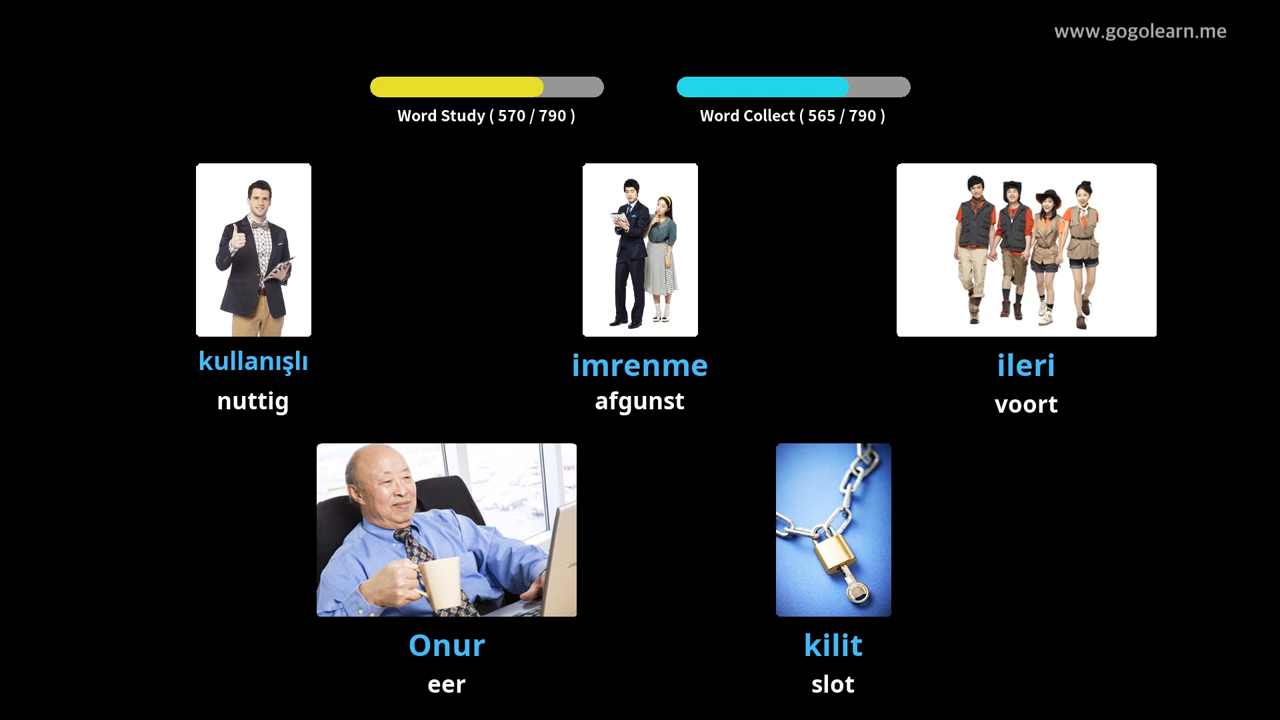 www.gogolearn.me
Word Study ( 570 / 790 )
Word Collect ( 565 / 790 )
kullanışlı
nuttig
imrenme
afgunst
ileri
voort
Onur
eer
kilit
slot